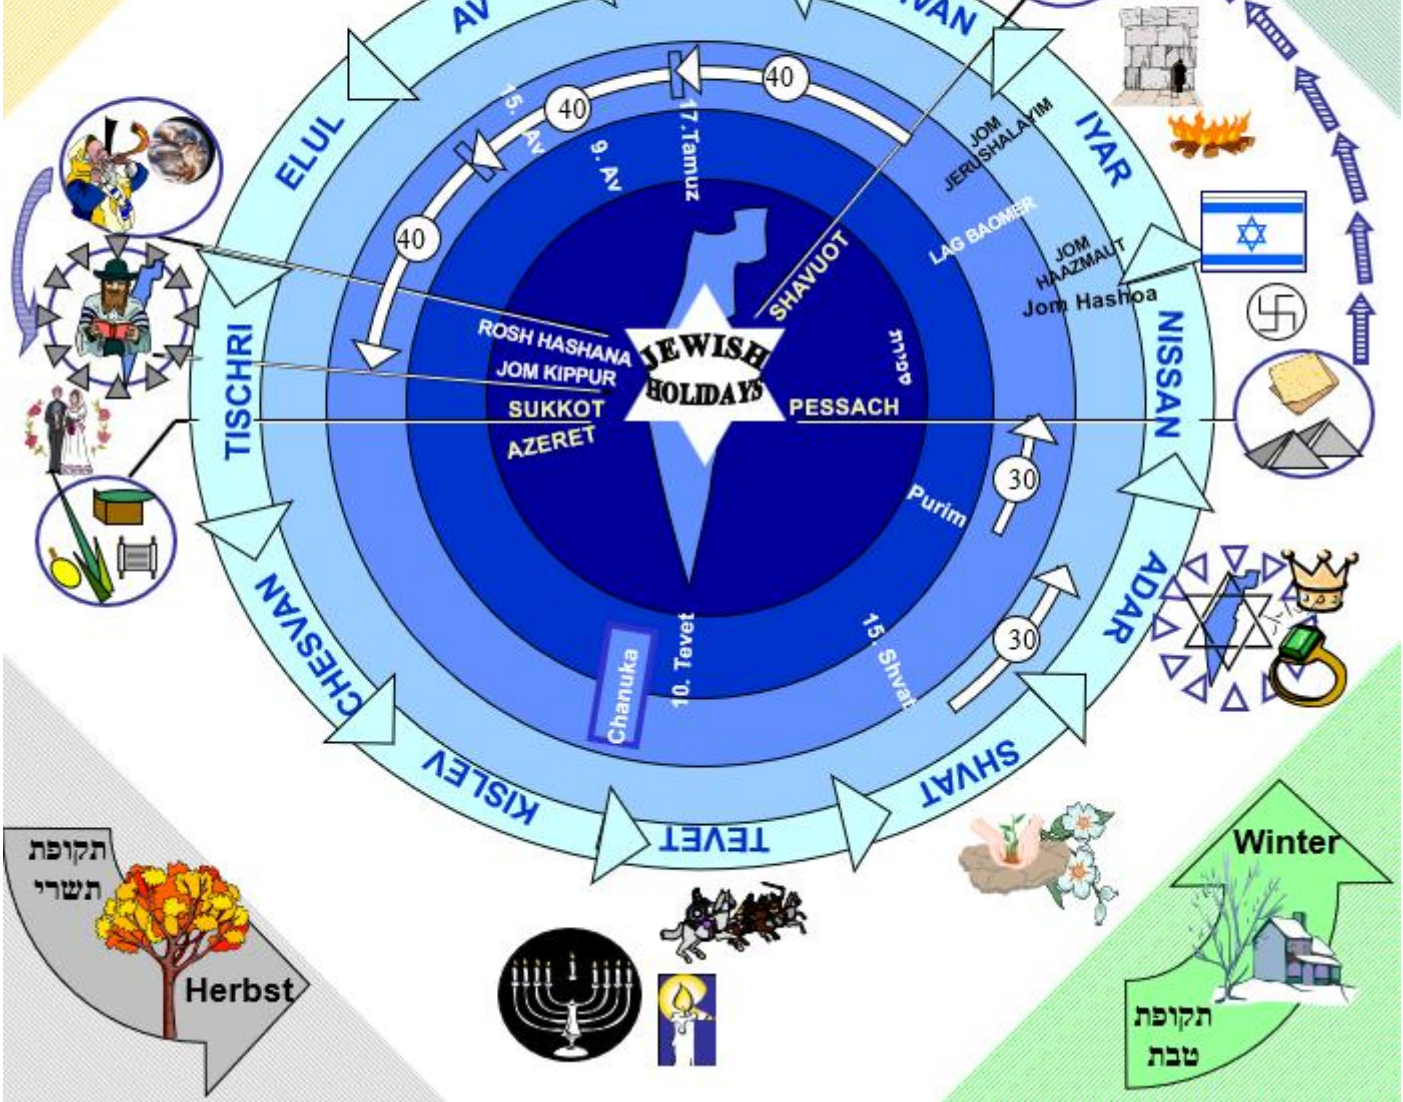 AV
IVAN
ELUL
IYAR
TISCHRI
NISSAN
CHESVAN
ADAR
KISLEV
TEVET
SHVAT
40
40
40
30
30
15. Av
9. Av
17.Tamuz
JOM
JERUSHALAYIM
LAG BAOMER
JOM
HAAZMAUT
Jom Hashoa
SHAVUOT
ROSH HASHANA
JOM KIPPUR
SUKKOT
AZERET
JEWISH
HOLIDAYS
PESSACH
Purim
15. Shvat
10. Tevet
Chanuka
תקופת
תשרי
Herbst
Winter
תקופת
טבת